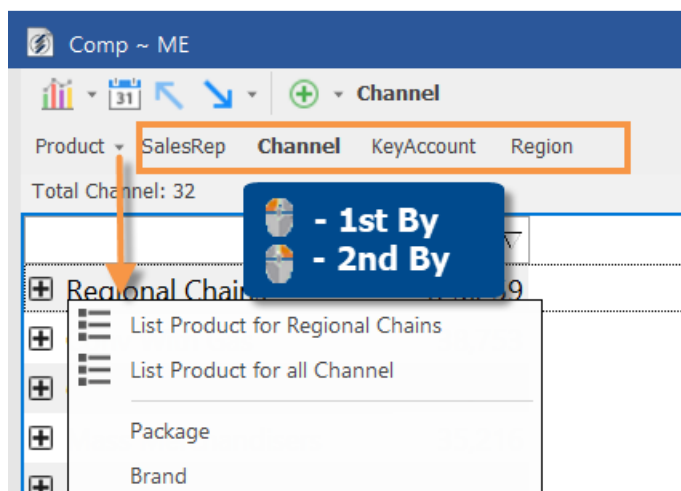 Comp ~ ME
31 Channel
Product SalesRep Channel KeyAccount Region
Total Channel: 32
- 1st By
- 2nd By
Regional Chains
List Product for Regional Chains
List Product for all Channel
Package
Brand